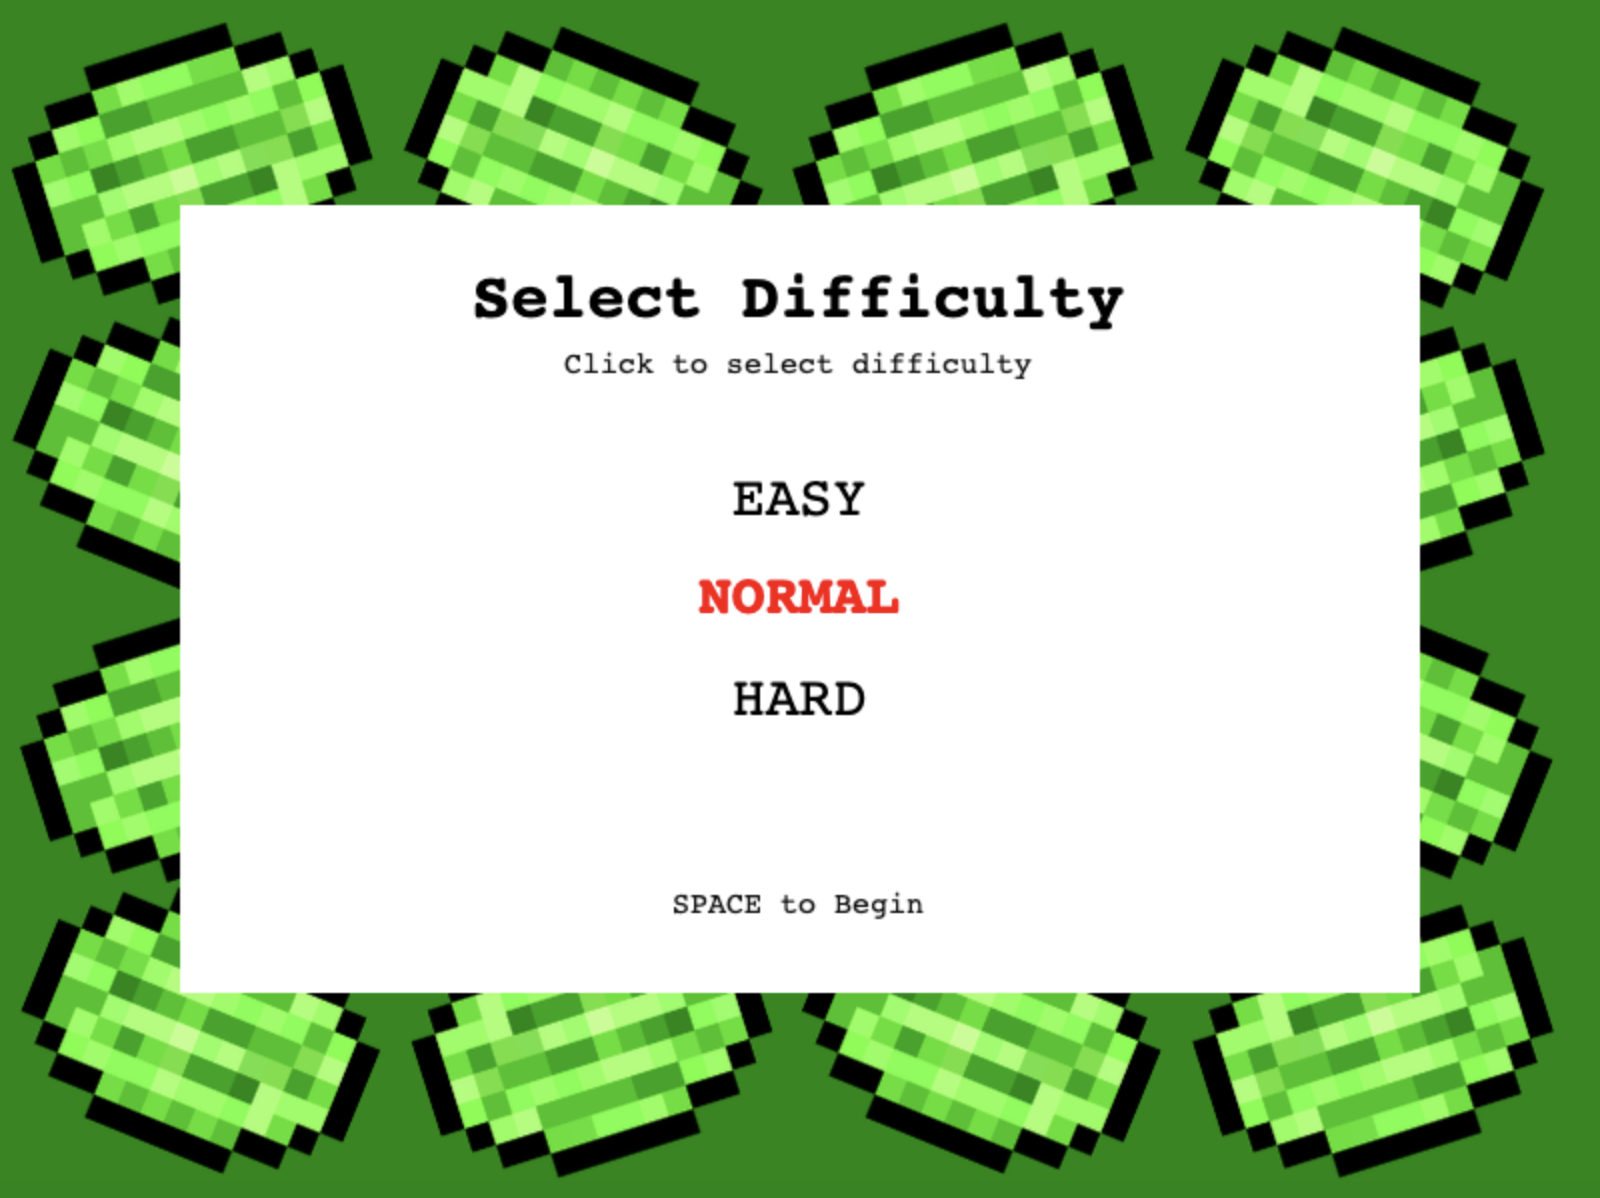 Select Difficulty
Click to select difficulty
EASY
NORMAL
HARD
SPACE to Begin